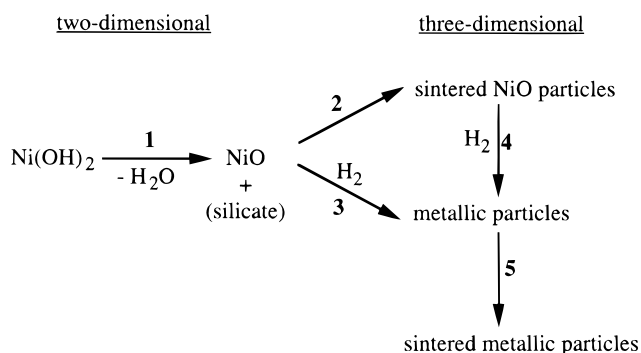 two-dimensional
three-dimensional
Ni(OH)2
1
- H2O
NiO
+
(silicate)
2
H2
3
sintered NiO particles
H2 4
metallic particles
5
sintered metallic particles